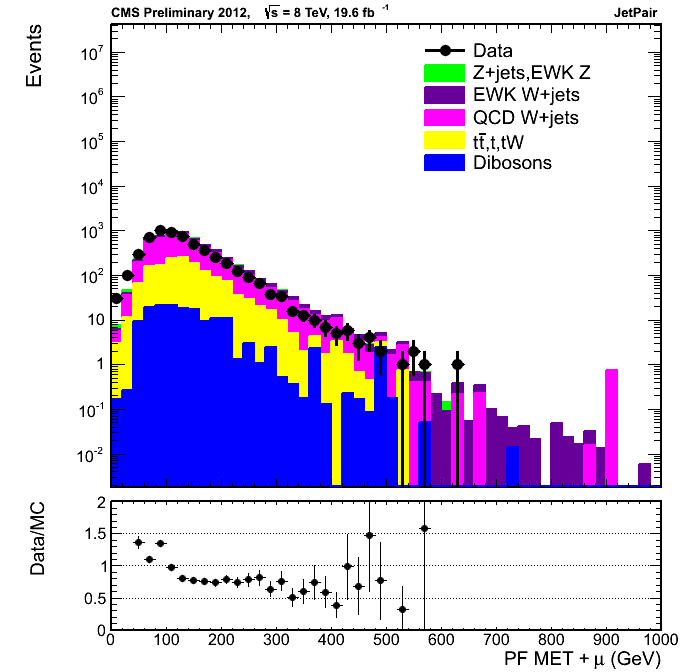 CMS Preliminary 2012, √s = 8 TeV, 19.6 fb⁻¹ JetPair
Events
Data
Z+jets,EWK Z
EWK W+jets
QCD W+jets
tt̄,t,tW
Dibosons
10⁷
10⁶
10⁵
10⁴
10³
10²
10
1
10⁻¹
10⁻²
Data/MC
2
1.5
1
0.5
0
0 100 200 300 400 500 600 700 800 900 1000
PF MET + μ (GeV)